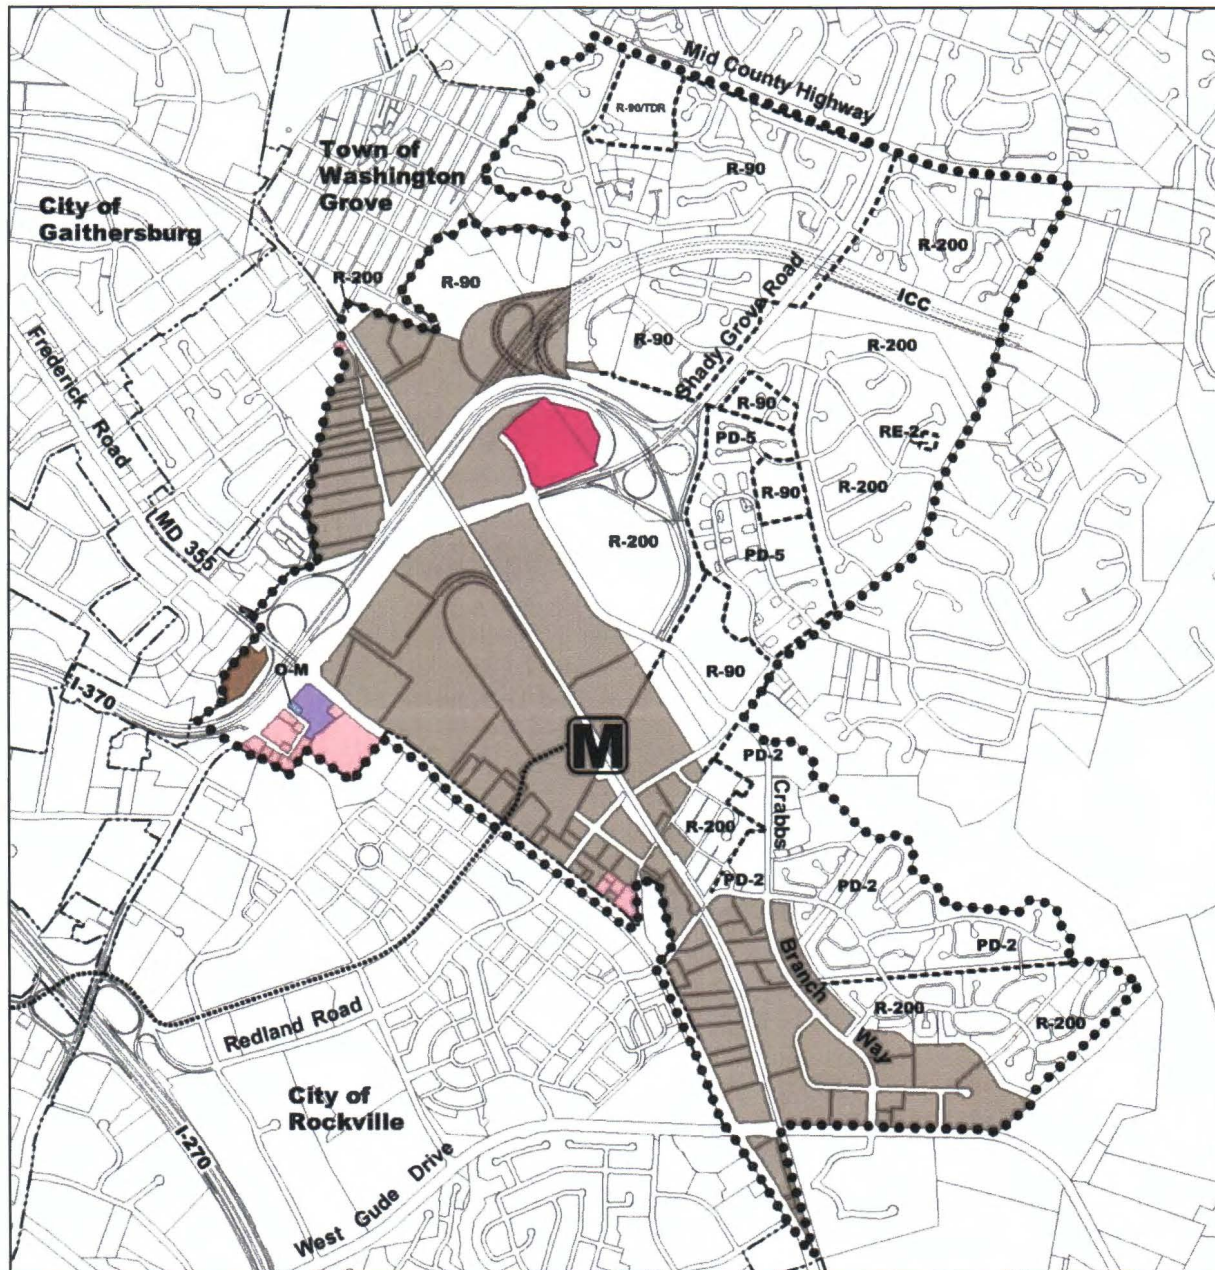 Mid County Highway
R-90/TDR
Town of
Washington
Grove
R-90
City of
Gaithersburg
R-200
R-200
R-90
ICC
Shady Grove Road
Frederick Road
R-90
R-200
R-90
RE-2
PD-5
R-90
R-200
MD 355
R-200
PD-5
O-M
R-90
I-370
M
PD-2
Crabbs
R-200
PD-2
PD-2
PD-2
Branch
R-200
R-200
Way
Redland Road
City of
Rockville
I-270
West Gude Drive